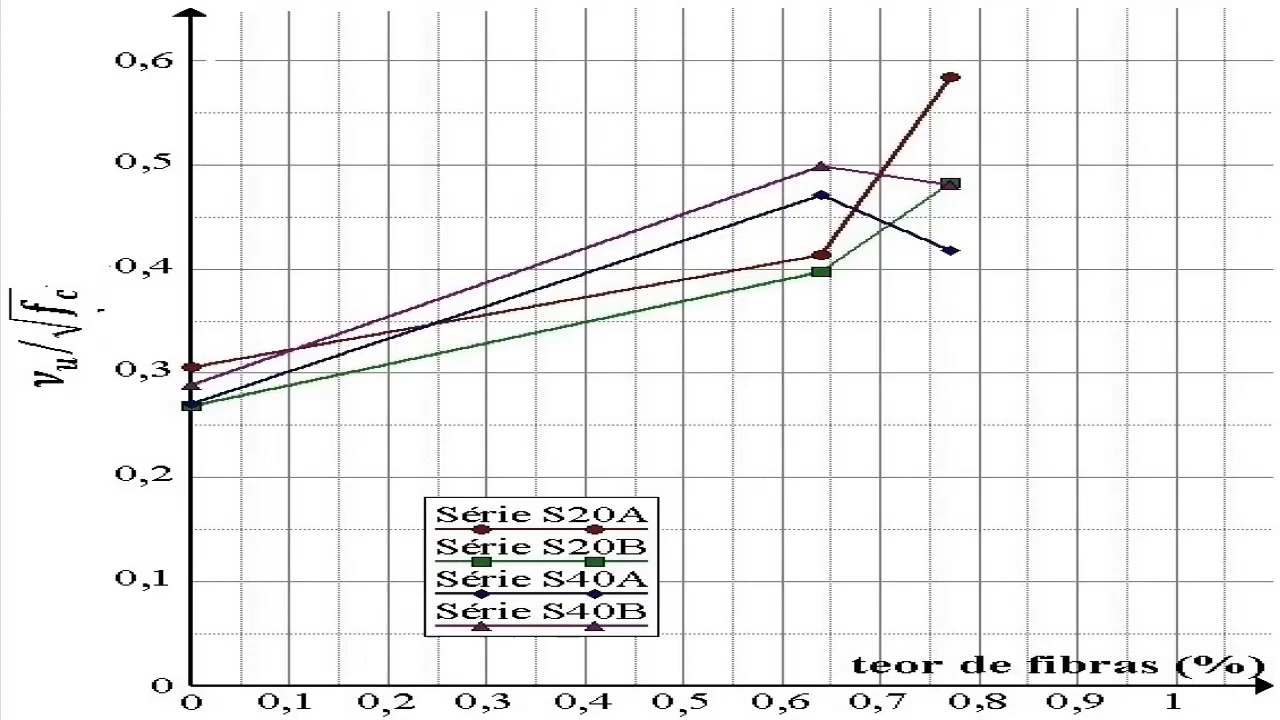 0,6
0,5
0,4
0,3
0,2
0,1
0
v_u/√f_c
Série S20A
Série S20B
Série S40A
Série S40B
teor de fibras (%)
0 0,1 0,2 0,3 0,4 0,5 0,6 0,7 0,8 0,9 1